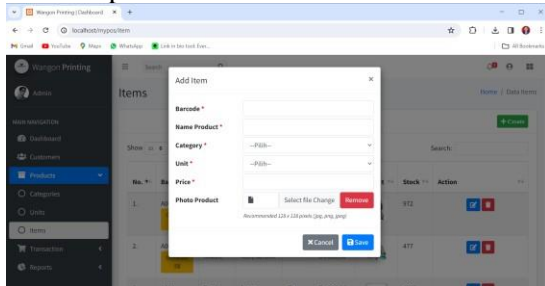 Wangon Printing | Dashboard
localhost/mypos/item
Gmail YouTube Maps WhatsApp
All Bookmarks
Wangon Printing
Search
Admin
Items
Home / Data Items
MAIN NAVIGATION
Dashboard
Customers
Products
Categories
Units
Items
Transaction
Reports
Create
Show
Search:
No.
Stock
Action
1.
972
2.
477
Add Item
×
Barcode *
Name Product *
Category *
--Pilih--
Unit *
--Pilih--
Price *
Photo Product
Select file Change
Remove
Recommended 128 x 128 pixels (jpg, png, jpeg)
Cancel
Save